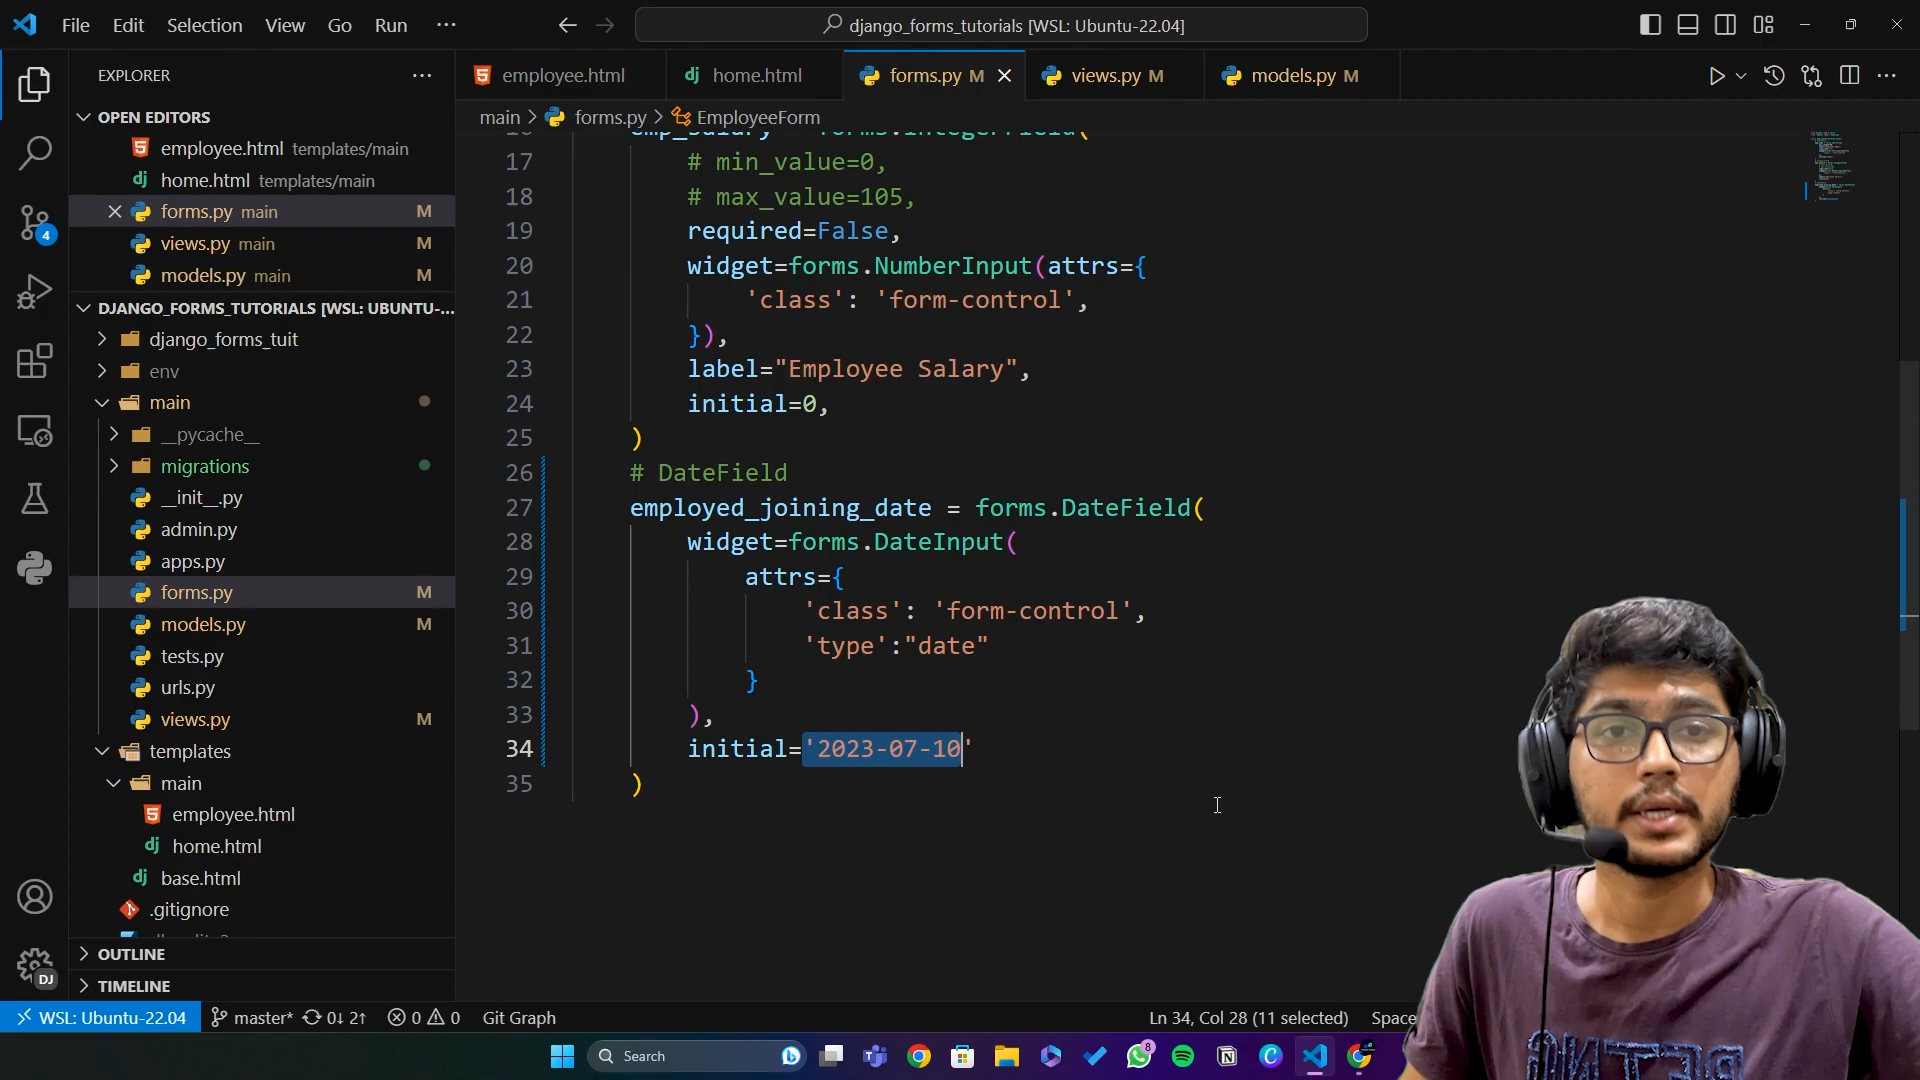 File Edit Selection View Go Run ···
django_forms_tutorials [WSL: Ubuntu-22.04]
EXPLORER
OPEN EDITORS
employee.html templates/main
home.html templates/main
forms.py main M
views.py main M
models.py main M
DJANGO_FORMS_TUTORIALS [WSL: UBUNTU-...
django_forms_tuit
env
main
__pycache__
migrations
__init__.py
admin.py
apps.py
forms.py M
models.py M
tests.py
urls.py
views.py M
templates
main
employee.html
home.html
base.html
.gitignore
OUTLINE
TIMELINE
4
DJ
employee.html home.html forms.py M views.py M models.py M
main > forms.py > EmployeeForm
emp_salary = forms.IntegerField(
17 # min_value=0,
18 # max_value=105,
19 required=False,
20 widget=forms.NumberInput(attrs={
21 'class': 'form-control',
22 }),
23 label="Employee Salary",
24 initial=0,
25 )
26 # DateField
27 employed_joining_date = forms.DateField(
28 widget=forms.DateInput(
29 attrs={
30 'class': 'form-control',
31 'type':"date"
32 }
33 ),
34 initial='2023-07-10'
35 )
WSL: Ubuntu-22.04 master* 0↓ 2↑ 0 0 Git Graph Ln 34, Col 28 (11 selected) Space
Search
8